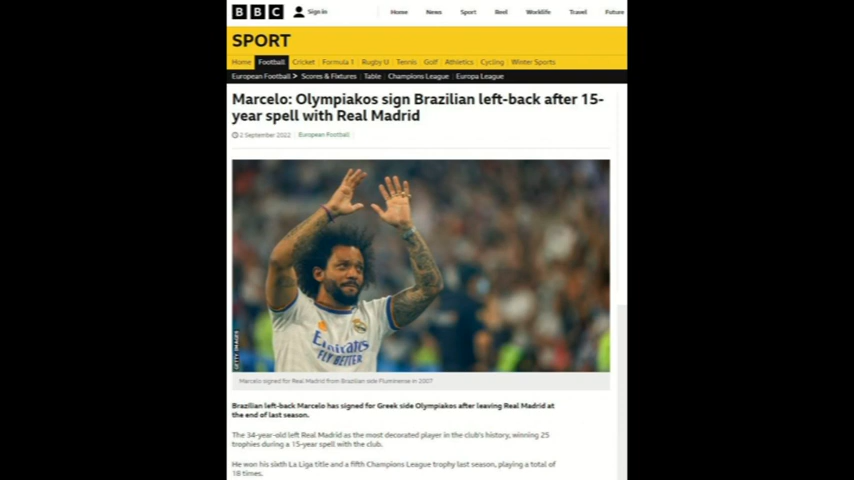 BBC Sign in Home News Sport Reel Worklife Travel Future
SPORT
Home Football Cricket Formula 1 Rugby U Tennis Golf Athletics Cycling Winter Sports
European Football > Scores & Fixtures Table Champions League Europa League
Marcelo: Olympiakos sign Brazilian left-back after 15-
year spell with Real Madrid
2 September 2022 European Football
Emirates
FLY BETTER
GETTY IMAGES
Marcelo signed for Real Madrid from Brazilian side Fluminense in 2007
Brazilian left-back Marcelo has signed for Greek side Olympiakos after leaving Real Madrid at
the end of last season.
The 34-year-old left Real Madrid as the most decorated player in the club's history, winning 25
trophies during a 15-year spell with the club.
He won his sixth La Liga title and a fifth Champions League trophy last season, playing a total of
18 times.